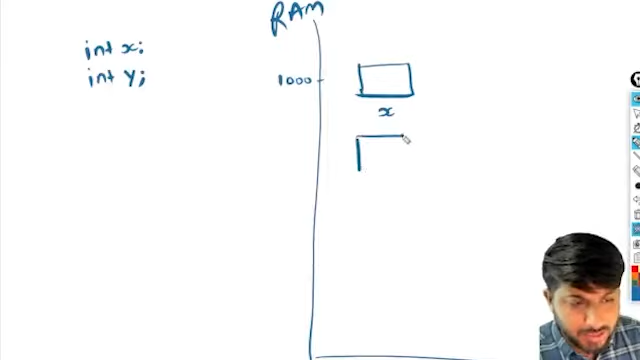 RAM
int x;
int y;
1000
x